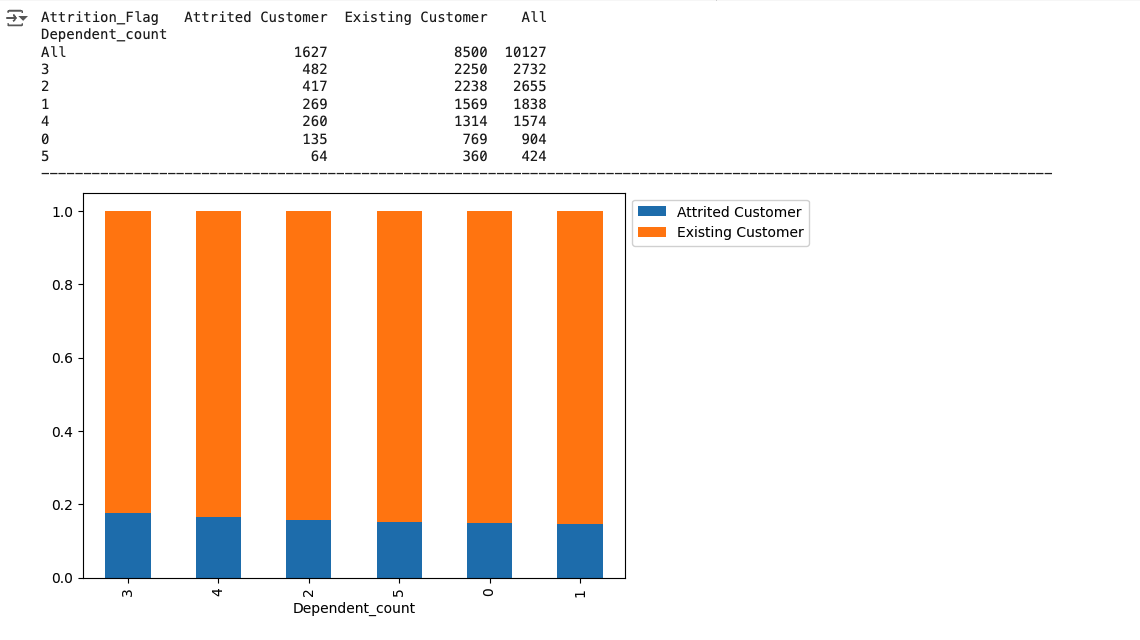 Attrition_Flag Attrited Customer Existing Customer All
Dependent_count
All 1627 8500 10127
3 482 2250 2732
2 417 2238 2655
1 269 1569 1838
4 260 1314 1574
0 135 769 904
5 64 360 424
------------------------------------------------------------------------------------------------------------------------
Attrited Customer
Existing Customer
1.0
0.8
0.6
0.4
0.2
0.0
3 4 2 5 0 1
Dependent_count